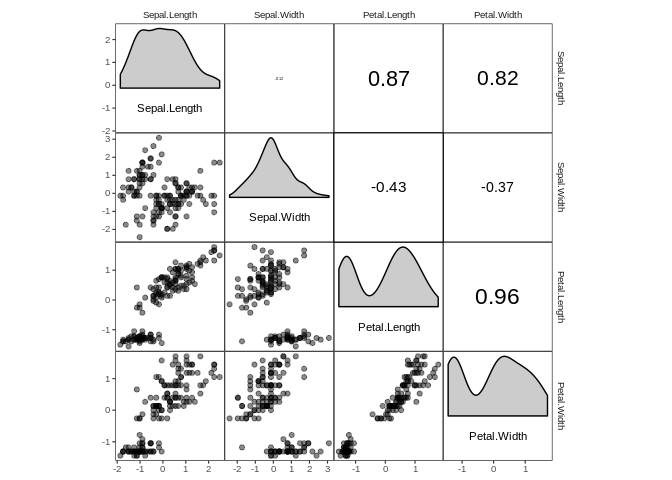 Sepal.Length Sepal.Width Petal.Length Petal.Width
2
1
0
-1
-2
Sepal.Length
-0.12
0.87
0.82
Sepal.Length
3
2
1
0
-1
-2
Sepal.Width
-0.43
-0.37
Sepal.Width
1
0
-1
Petal.Length
0.96
Petal.Length
1
0
-1
Petal.Width
Petal.Width
-2 -1 0 1 2 -2 -1 0 1 2 3 -1 0 1 -1 0 1